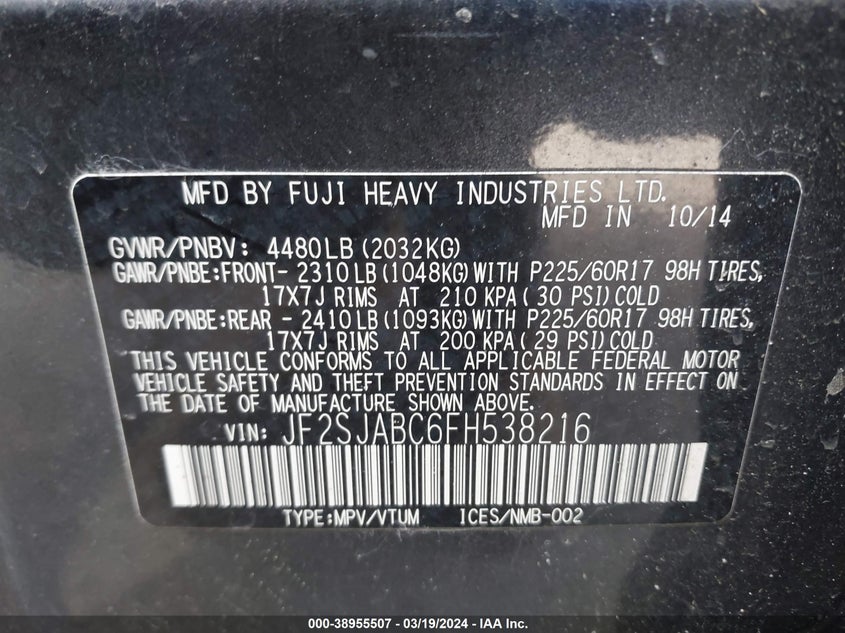 MFD BY FUJI HEAVY INDUSTRIES LTD.
MFD IN 10/14
GVWR/PNBV: 4480LB (2032KG)
GAWR/PNBE:FRONT- 2310LB (1048KG) WITH P225/60R17 98H TIRES,
17X7J RIMS AT 210 KPA ( 30 PSI) COLD
GAWR/PNBE:REAR - 2410LB (1093KG) WITH P225/60R17 98H TIRES,
17X7J RIMS AT 200 KPA ( 29 PSI) COLD
THIS VEHICLE CONFORMS TO ALL APPLICABLE FEDERAL MOTOR
VEHICLE SAFETY AND THEFT PREVENTION STANDARDS IN EFFECT ON
THE DATE OF MANUFACTURE SHOWN ABOVE.
VIN: JF2SJABC6FH538216
TYPE:MPV/VTUM ICES/NMB-002
000-38955507 - 03/19/2024 - IAA Inc.